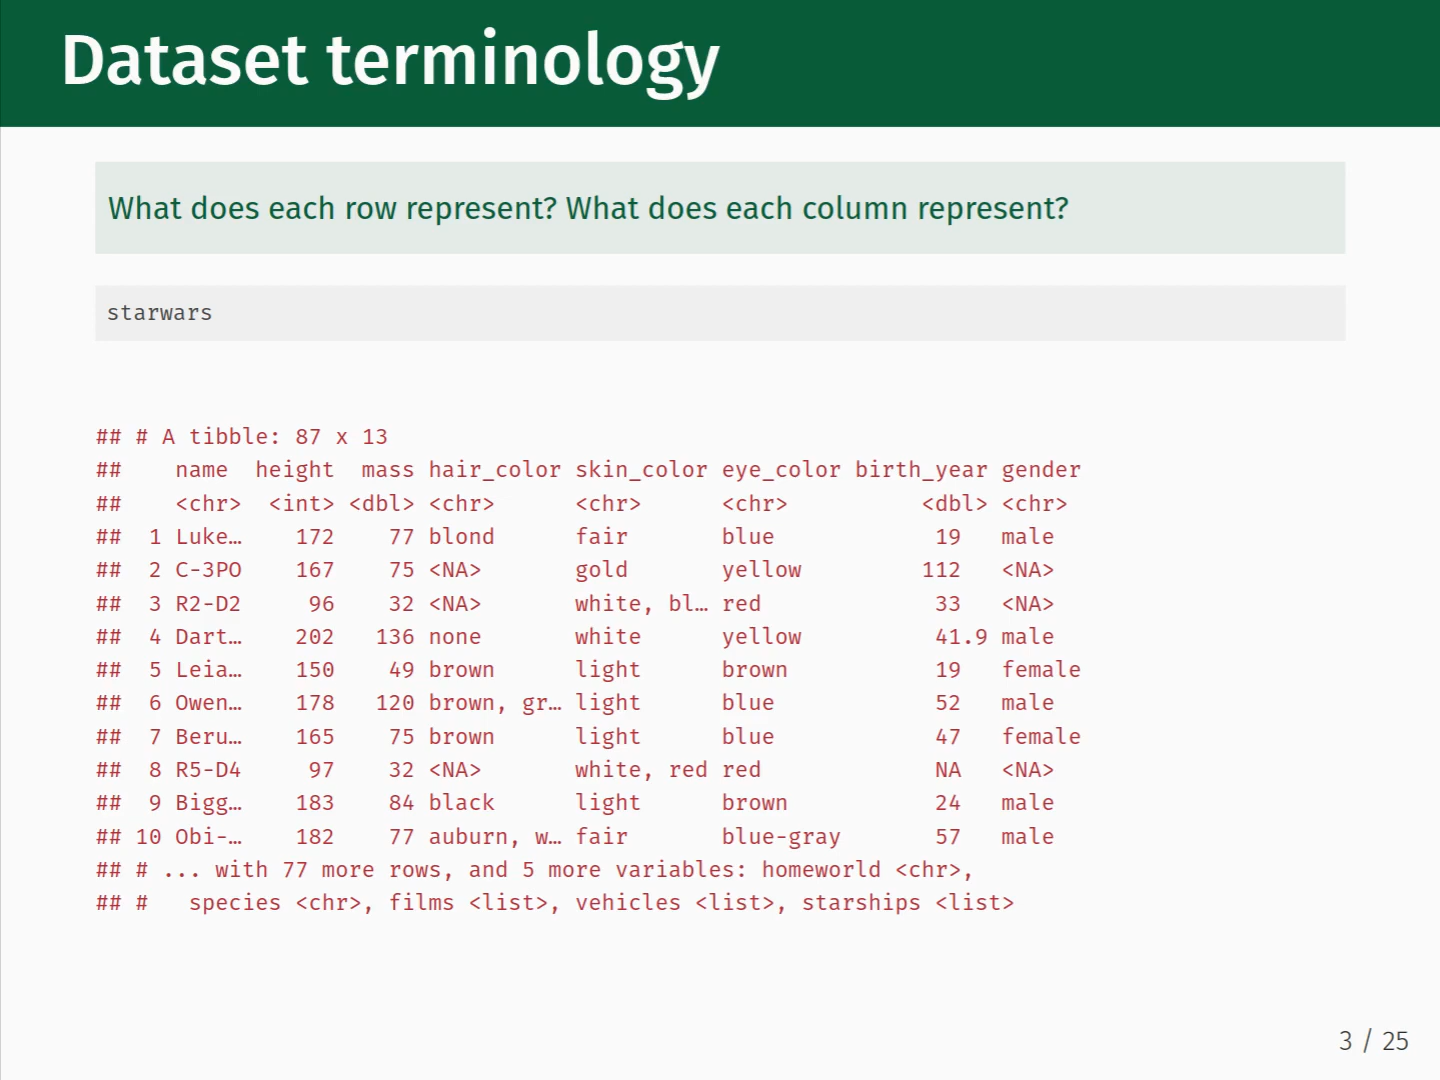 Dataset terminology
What does each row represent? What does each column represent?
starwars
## # A tibble: 87 x 13
##    name  height  mass hair_color skin_color eye_color birth_year gender
##    <chr>  <int> <dbl> <chr>      <chr>      <chr>          <dbl> <chr>
##  1 Luke…    172    77 blond      fair       blue            19   male
##  2 C-3PO    167    75 <NA>       gold       yellow         112   <NA>
##  3 R2-D2     96    32 <NA>       white, bl… red             33   <NA>
##  4 Dart…    202   136 none       white      yellow          41.9 male
##  5 Leia…    150    49 brown      light      brown           19   female
##  6 Owen…    178   120 brown, gr… light      blue            52   male
##  7 Beru…    165    75 brown      light      blue            47   female
##  8 R5-D4     97    32 <NA>       white, red red             NA   <NA>
##  9 Bigg…    183    84 black      light      brown           24   male
## 10 Obi-…    182    77 auburn, w… fair       blue-gray       57   male
## # ... with 77 more rows, and 5 more variables: homeworld <chr>,
## #   species <chr>, films <list>, vehicles <list>, starships <list>
3 / 25